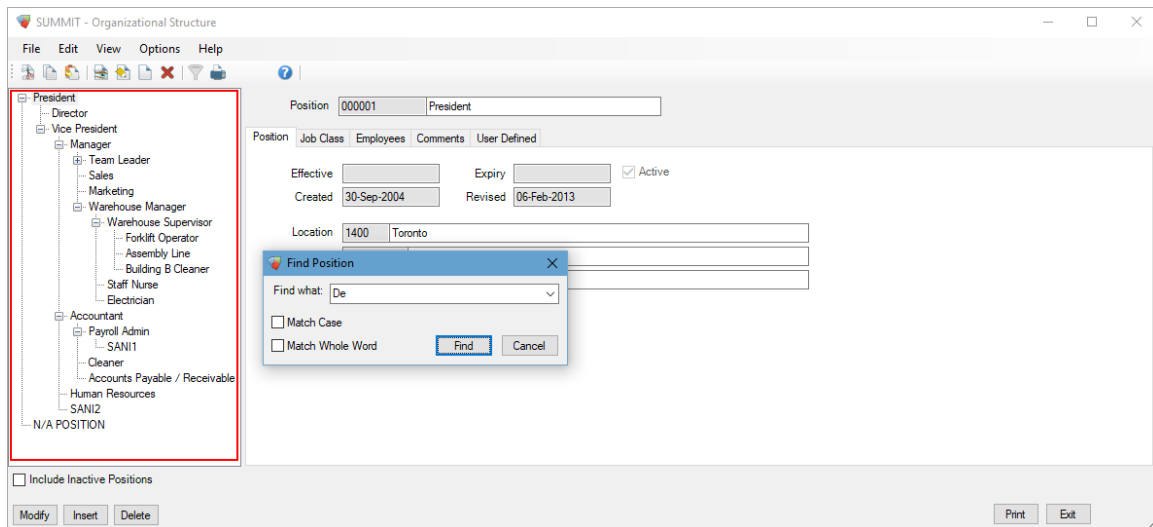 SUMMIT - Organizational Structure
File Edit View Options Help
President
Director
Vice President
Manager
Team Leader
Sales
Marketing
Warehouse Manager
Warehouse Supervisor
Forklift Operator
Assembly Line
Building B Cleaner
Staff Nurse
Electrician
Accountant
Payroll Admin
SANI1
Cleaner
Accounts Payable / Receivable
Human Resources
SANI2
N/A POSITION
Position 000001 President
Position Job Class Employees Comments User Defined
Effective Expiry Active
Created 30-Sep-2004 Revised 06-Feb-2013
Location 1400 Toronto
Find Position
Find what: De
Match Case
Match Whole Word Find Cancel
Include Inactive Positions
Modify Insert Delete Print Exit